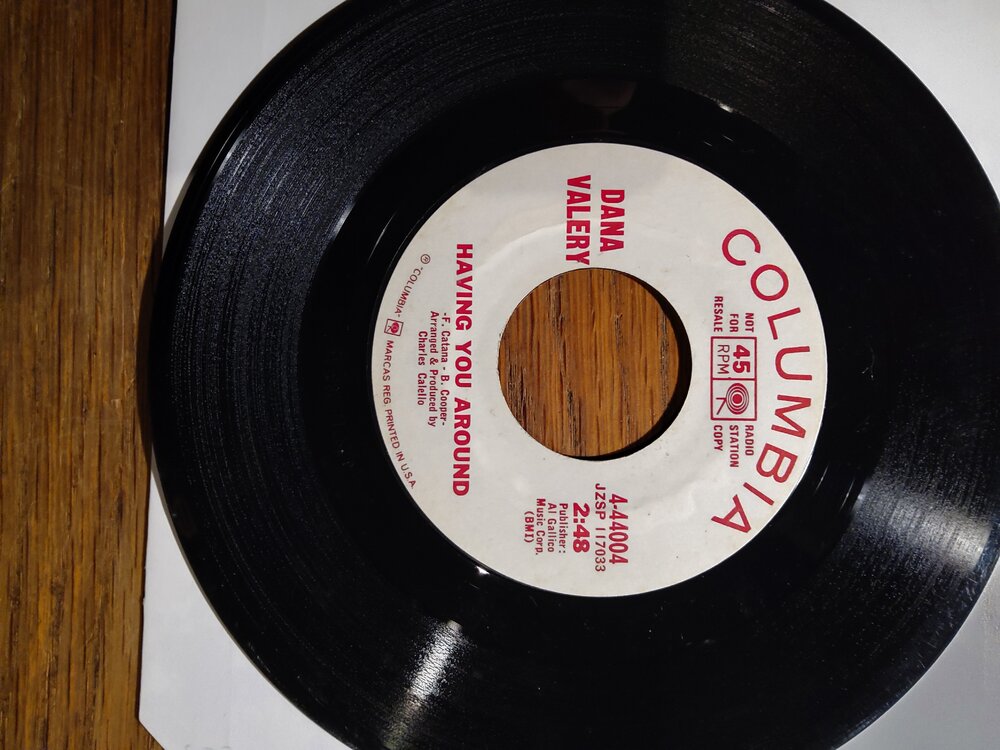 COLUMBIA
NOT
FOR
RESALE
45
RPM
RADIO
STATION
COPY
DANA
VALERY
4-44004
JZSP 117033
2:48
Publisher:
Al Gallico
Music Corp.
(BMI)
HAVING YOU AROUND
-F. Catana - B. Cooper-
Arranged & Produced by
Charles Calello
Ⓟ "COLUMBIA" MARCAS REG. PRINTED IN U.S.A.